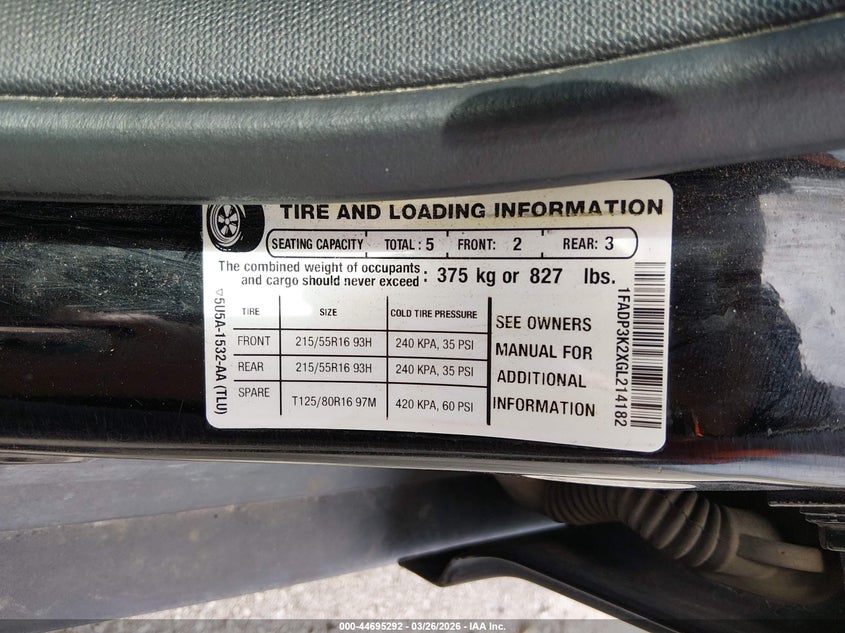 TIRE AND LOADING INFORMATION
SEATING CAPACITY TOTAL : 5 FRONT: 2 REAR: 3
The combined weight of occupants
and cargo should never exceed : 375 kg or 827 lbs.
TIRE SIZE COLD TIRE PRESSURE
FRONT 215/55R16 93H 240 KPA, 35 PSI
REAR 215/55R16 93H 240 KPA, 35 PSI
SPARE T125/80R16 97M 420 KPA, 60 PSI
SEE OWNERS
MANUAL FOR
ADDITIONAL
INFORMATION
5U5A-1532-AA (TLU)
1FADP3K2XGL214182
000-44695292 - 03/26/2026 - IAA Inc.